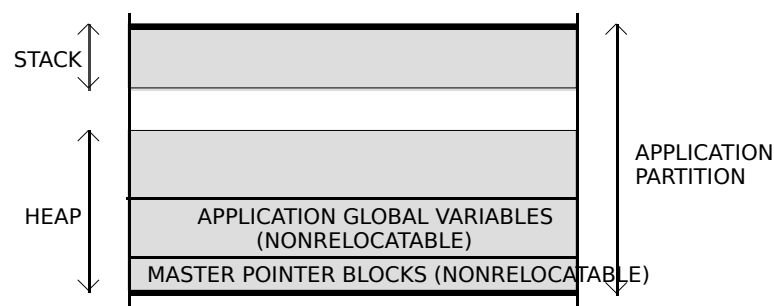 STACK
APPLICATION
PARTITION
HEAP
APPLICATION GLOBAL VARIABLES
(NONRELOCATABLE)
MASTER POINTER BLOCKS (NONRELOCATABLE)